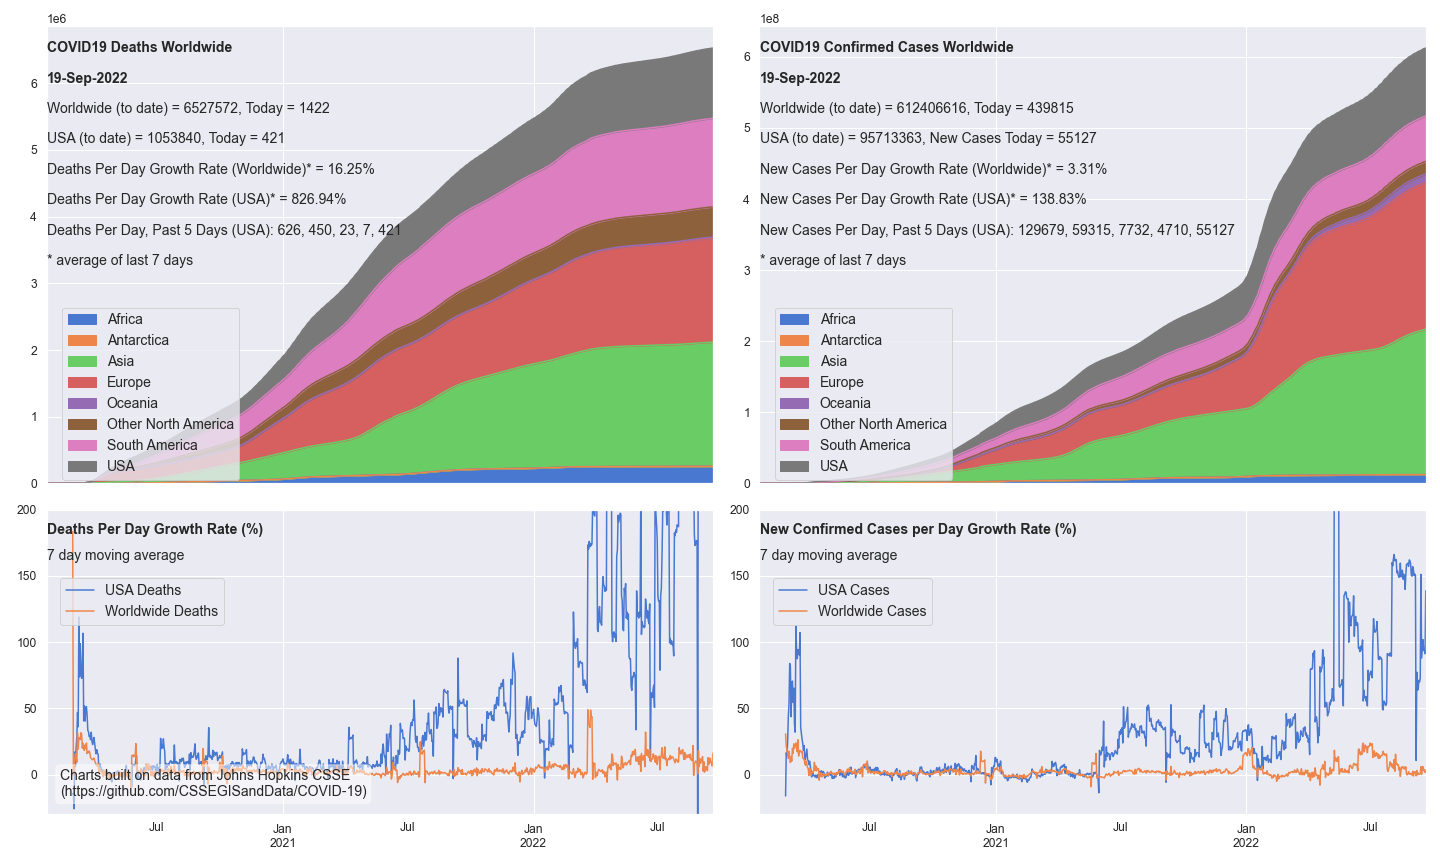 1e6
COVID19 Deaths Worldwide
19-Sep-2022
Worldwide (to date) = 6527572, Today = 1422
USA (to date) = 1053840, Today = 421
Deaths Per Day Growth Rate (Worldwide)* = 16.25%
Deaths Per Day Growth Rate (USA)* = 826.94%
Deaths Per Day, Past 5 Days (USA): 626, 450, 23, 7, 421
* average of last 7 days
6
5
4
3
2
1
0
Africa
Antarctica
Asia
Europe
Oceania
Other North America
South America
USA
1e8
COVID19 Confirmed Cases Worldwide
19-Sep-2022
Worldwide (to date) = 612406616, Today = 439815
USA (to date) = 95713363, New Cases Today = 55127
New Cases Per Day Growth Rate (Worldwide)* = 3.31%
New Cases Per Day Growth Rate (USA)* = 138.83%
New Cases Per Day, Past 5 Days (USA): 129679, 59315, 7732, 4710, 55127
* average of last 7 days
6
5
4
3
2
1
0
Africa
Antarctica
Asia
Europe
Oceania
Other North America
South America
USA
200
150
100
50
0
Deaths Per Day Growth Rate (%)
7 day moving average
USA Deaths
Worldwide Deaths
Charts built on data from Johns Hopkins CSSE
(https://github.com/CSSEGISandData/COVID-19)
Jul
Jan
2021
Jul
Jan
2022
Jul
200
150
100
50
0
New Confirmed Cases per Day Growth Rate (%)
7 day moving average
USA Cases
Worldwide Cases
Jul
Jan
2021
Jul
Jan
2022
Jul